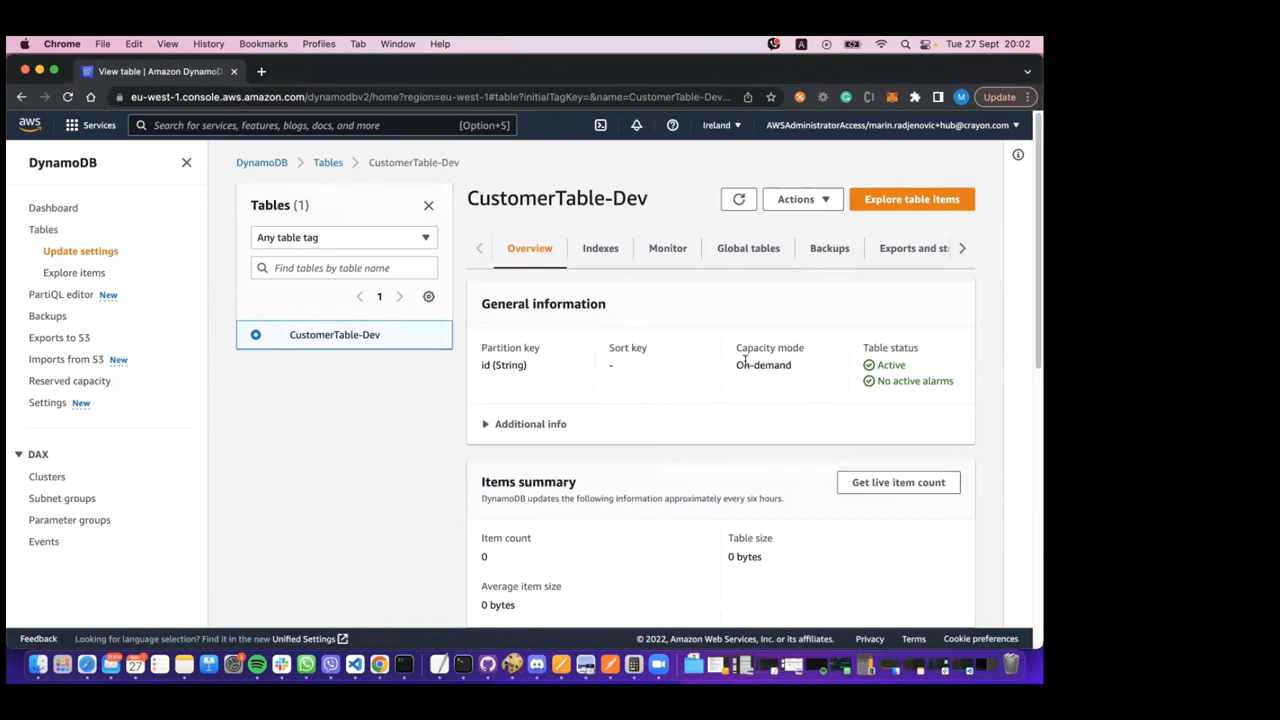 Chrome File Edit View History Bookmarks Profiles Tab Window Help
A
Tue 27 Sept 20:02
View table | Amazon DynamoD
eu-west-1.console.aws.amazon.com/dynamodbv2/home?region=eu-west-1#table?initialTagKey=&name=CustomerTable-Dev...
M
Update
aws
Services
Search for services, features, blogs, docs, and more [Option+S]
Ireland
AWSAdministratorAccess/marin.radjenovic+hub@crayon.com
DynamoDB
Dashboard
Tables
Update settings
Explore items
PartiQL editor New
Backups
Exports to S3
Imports from S3 New
Reserved capacity
Settings New
DAX
Clusters
Subnet groups
Parameter groups
Events
DynamoDB
Tables
CustomerTable-Dev
Tables (1)
Any table tag
Find tables by table name
1
CustomerTable-Dev
CustomerTable-Dev
Actions
Explore table items
Overview
Indexes
Monitor
Global tables
Backups
Exports and st
General information
Partition key
id (String)
Sort key
-
Capacity mode
On-demand
Table status
Active
No active alarms
Additional info
Items summary
DynamoDB updates the following information approximately every six hours.
Get live item count
Item count
0
Table size
0 bytes
Average item size
0 bytes
Feedback
Looking for language selection? Find it in the new Unified Settings
© 2022, Amazon Web Services, Inc. or its affiliates.
Privacy
Terms
Cookie preferences
27